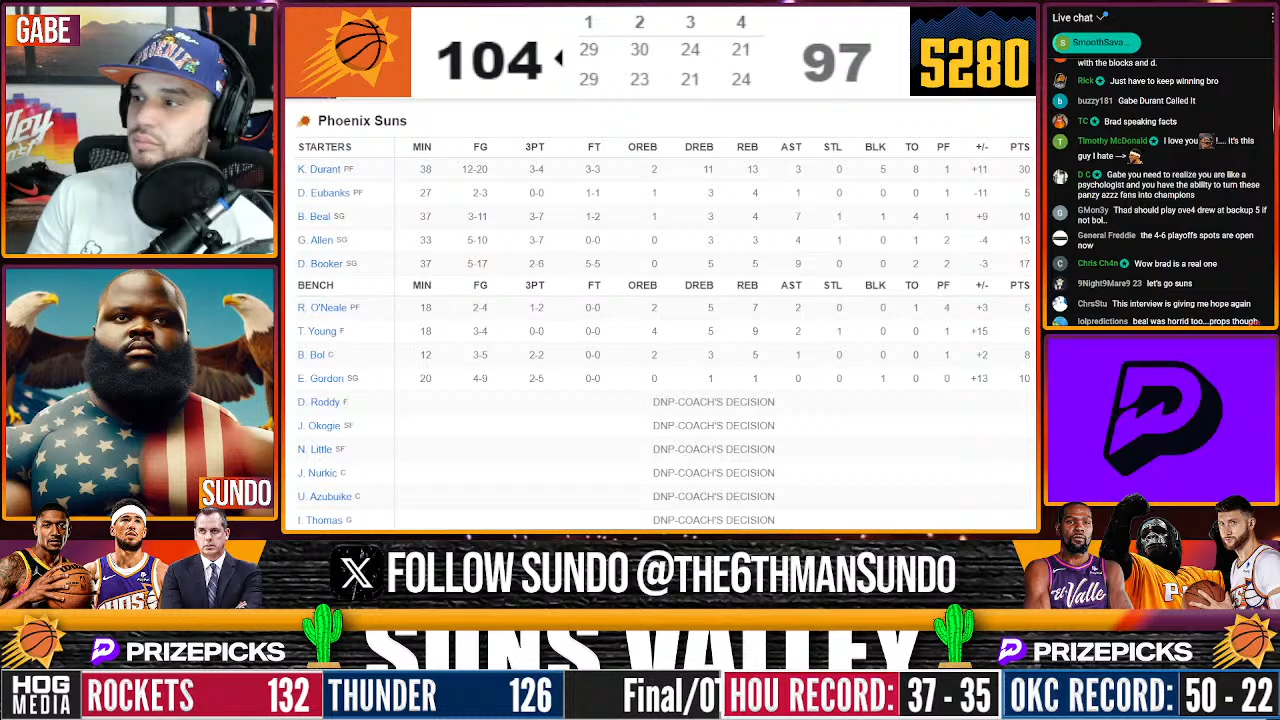 GABE
SUNDO
104
97
1 2 3 4
29 30 24 21
29 23 21 24
5280
Phoenix Suns
STARTERS MIN FG 3PT FT OREB DREB REB AST STL BLK TO PF +/- PTS
K. Durant PF 38 12-20 3-4 3-3 2 11 13 3 0 5 8 1 +11 30
D. Eubanks PF 27 2-3 0-0 1-1 1 3 4 1 0 0 0 1 -11 5
B. Beal SG 37 3-11 3-7 1-2 1 3 4 7 1 1 4 1 +9 10
G. Allen SG 33 5-10 3-7 0-0 0 3 3 4 1 0 1 2 -4 13
D. Booker SG 37 5-17 2-6 5-5 0 5 5 9 0 0 2 2 -3 17
BENCH MIN FG 3PT FT OREB DREB REB AST STL BLK TO PF +/- PTS
R. O'Neale PF 18 2-4 1-2 0-0 2 5 7 2 0 0 1 4 +3 5
T. Young F 18 3-4 0-0 0-0 4 5 9 2 1 0 0 1 +15 6
B. Bol C 12 3-5 2-2 0-0 2 3 5 1 0 0 0 1 +2 8
E. Gordon SG 20 4-9 2-5 0-0 0 1 1 0 0 1 0 0 +13 10
D. Roddy F DNP-COACH'S DECISION
J. Okogie SF DNP-COACH'S DECISION
N. Little SF DNP-COACH'S DECISION
J. Nurkic C DNP-COACH'S DECISION
U. Azubuike C DNP-COACH'S DECISION
I. Thomas G DNP-COACH'S DECISION
Live chat
S SmoothSava...
with the blocks and d.
Rick Just have to keep winning bro
buzzy181 Gabe Durant Called It
TC Brad speaking facts
Timothy McDonald I love you !.... it's this
guy I hate -->
D C Gabe you need to realize you are like a
psychologist and you have the ability to turn these
panzy azzz fans into champions
GMon3y Thad should play ove4 drew at backup 5 if
not bol..
General Freddie the 4-6 playoffs spots are open
now
Chris Ch4n Wow brad is a real one
9Night9Mare9 23 let's go suns
ChrsStu This interview is giving me hope again
lolpredictions beal was horrid too...props though
X FOLLOW SUNDO @THE6THMANSUNDO
PRIZEPICKS
SUNS VALLEY
PRIZEPICKS
HOG MEDIA
ROCKETS 132 THUNDER 126 Final/OT HOU RECORD: 37 - 35 OKC RECORD: 50 - 22